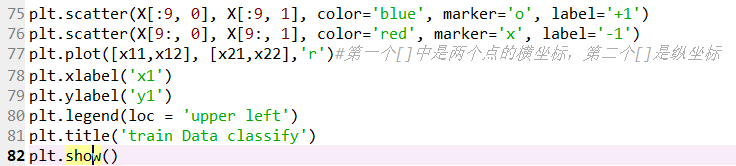 75 plt.scatter(X[:9, 0], X[:9, 1], color='blue', marker='o', label='+1')
76 plt.scatter(X[9:, 0], X[9:, 1], color='red', marker='x', label='-1')
77 plt.plot([x11,x12], [x21,x22],'r')#第一个[]中是两个点的横坐标，第二个[]是纵坐标
78 plt.xlabel('x1')
79 plt.ylabel('y1')
80 plt.legend(loc = 'upper left')
81 plt.title('train Data classify')
82 plt.show()